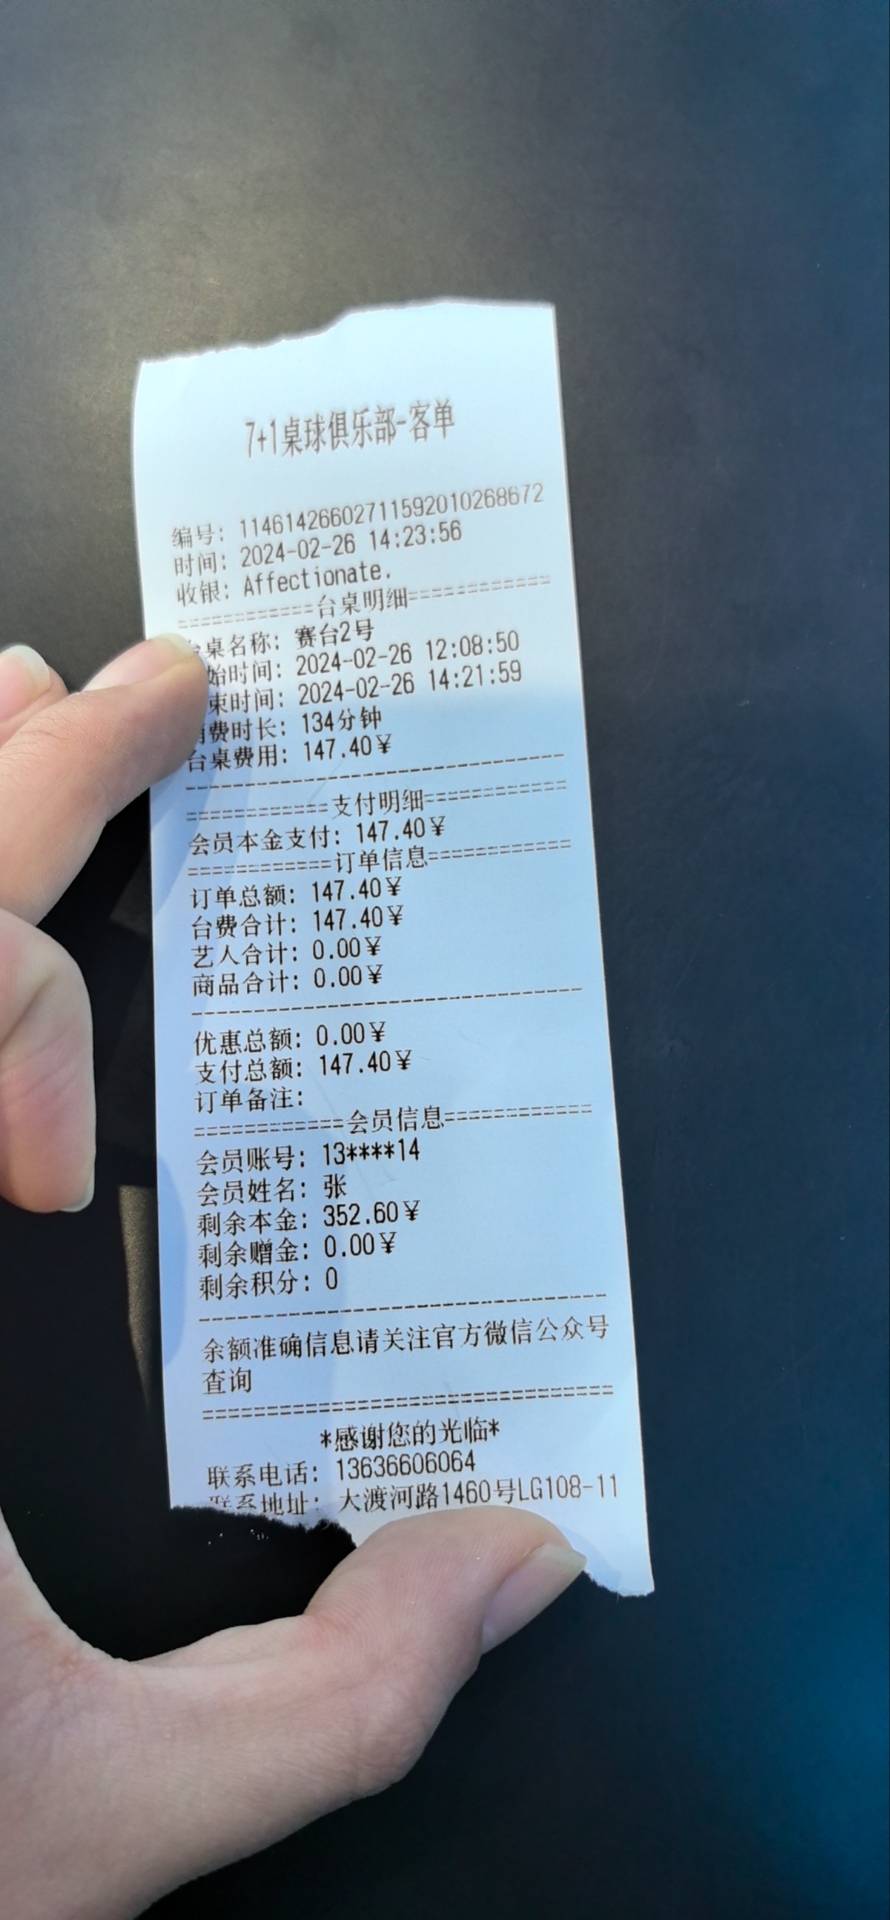 7+1桌球俱乐部-客单
编号: 11461426602711592010268672
时间: 2024-02-26 14:23:56
收银: Affectionate.
============台桌明细============
桌名称: 赛台2号
始时间: 2024-02-26 12:08:50
束时间: 2024-02-26 14:21:59
费时长: 134分钟
台桌费用: 147.40¥
============支付明细============
会员本金支付: 147.40¥
============订单信息============
订单总额: 147.40¥
台费合计: 147.40¥
艺人合计: 0.00¥
商品合计: 0.00¥
优惠总额: 0.00¥
支付总额: 147.40¥
订单备注:
============会员信息============
会员账号: 13****14
会员姓名: 张
剩余本金: 352.60¥
剩余赠金: 0.00¥
剩余积分: 0
余额准确信息请关注官方微信公众号
查询
*感谢您的光临*
联系电话: 13636606064
联系地址: 大渡河路1460号LG108-11